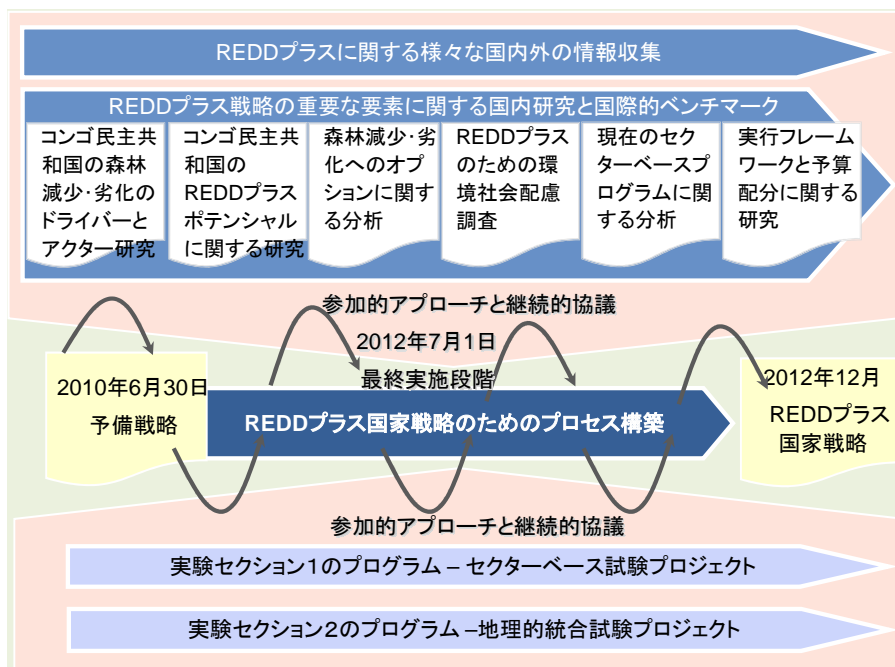 REDDプラスに関する様々な国内外の情報収集
REDDプラス戦略の重要な要素に関する国内研究と国際的ベンチマーク
コンゴ民主共
和国の森林
減少・劣化の
ドライバーと
アクター研究
コンゴ民主共
和国の
REDDプラス
ポテンシャル
に関する研究
森林減少・劣
化へのオプ
ションに関す
る分析
REDDプラス
のための環
境社会配慮
調査
現在のセク
ターベースプ
ログラムに関
する分析
実行フレーム
ワークと予算
配分に関する
研究
参加的アプローチと継続的協議
2012年7月1日
最終実施段階
2010年6月30日
予備戦略
REDDプラス国家戦略のためのプロセス構築
2012年12月
REDDプラス
国家戦略
参加的アプローチと継続的協議
実験セクション1のプログラム – セクターベース試験プロジェクト
実験セクション2のプログラム –地理的統合試験プロジェクト